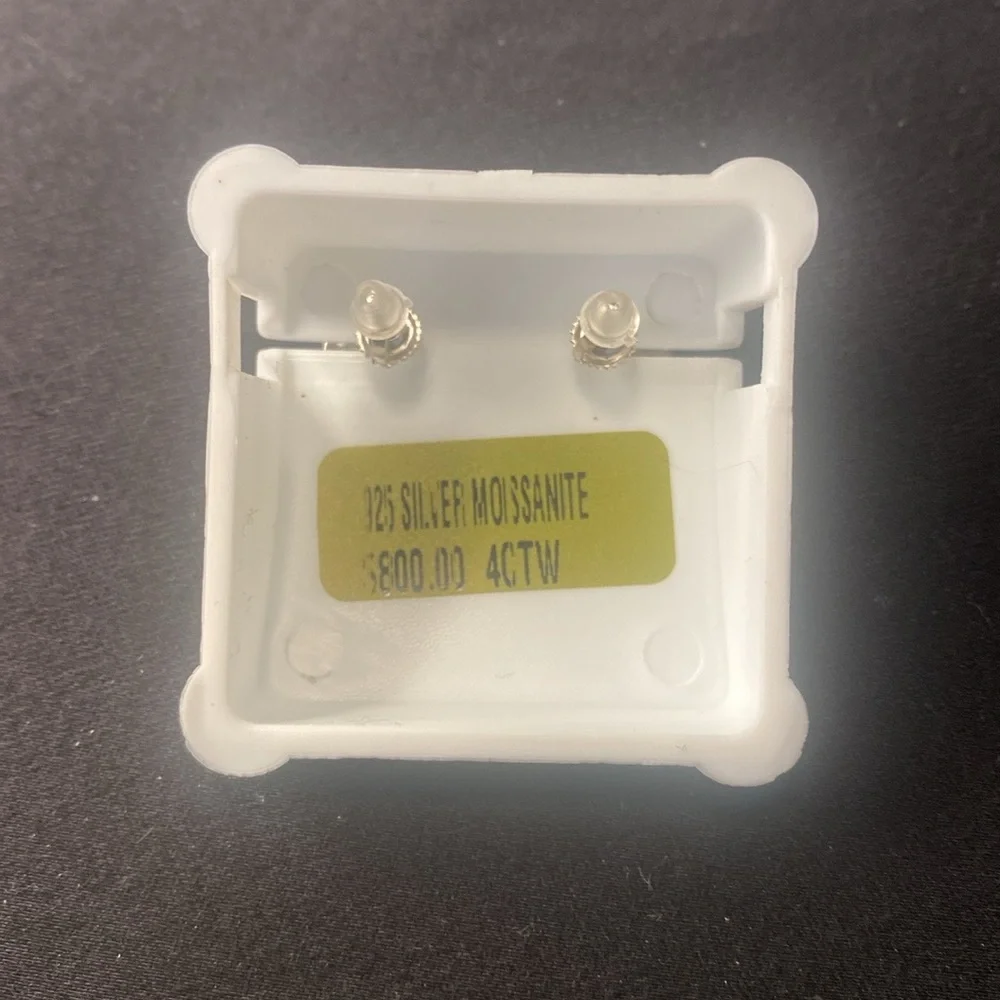 925 SILVER MOISSANITE
$800.00 4CTW